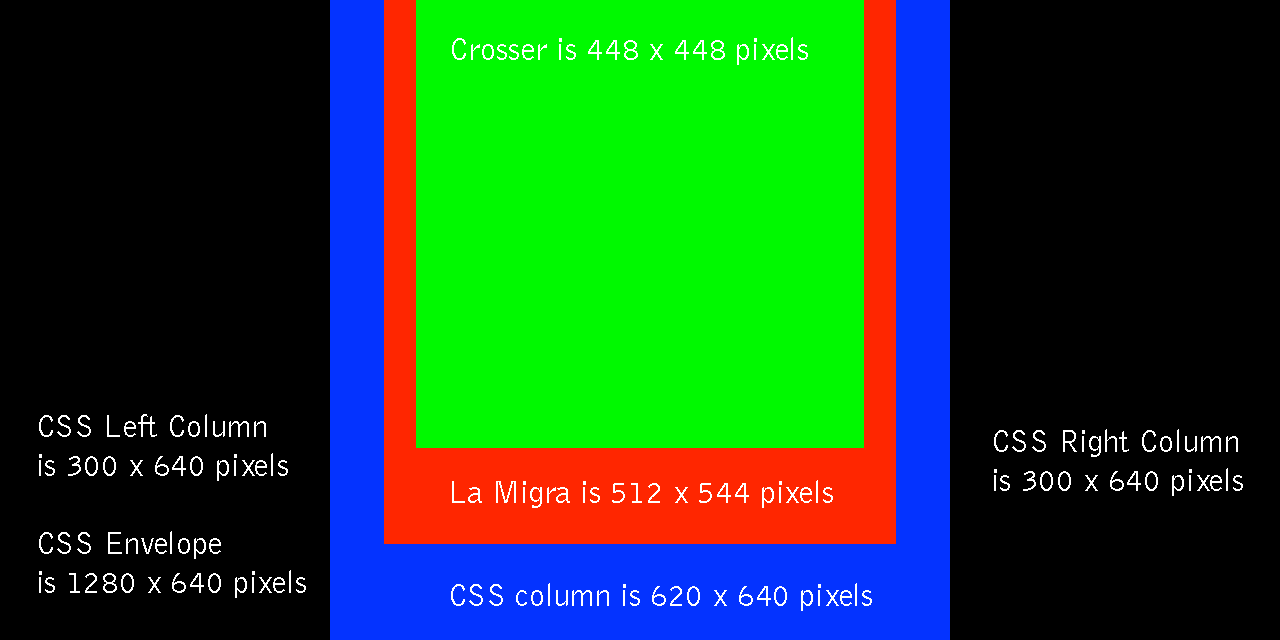 Crosser is 448 x 448 pixels
CSS Left Column
is 300 x 640 pixels
CSS Right Column
is 300 x 640 pixels
La Migra is 512 x 544 pixels
CSS Envelope
is 1280 x 640 pixels
CSS column is 620 x 640 pixels